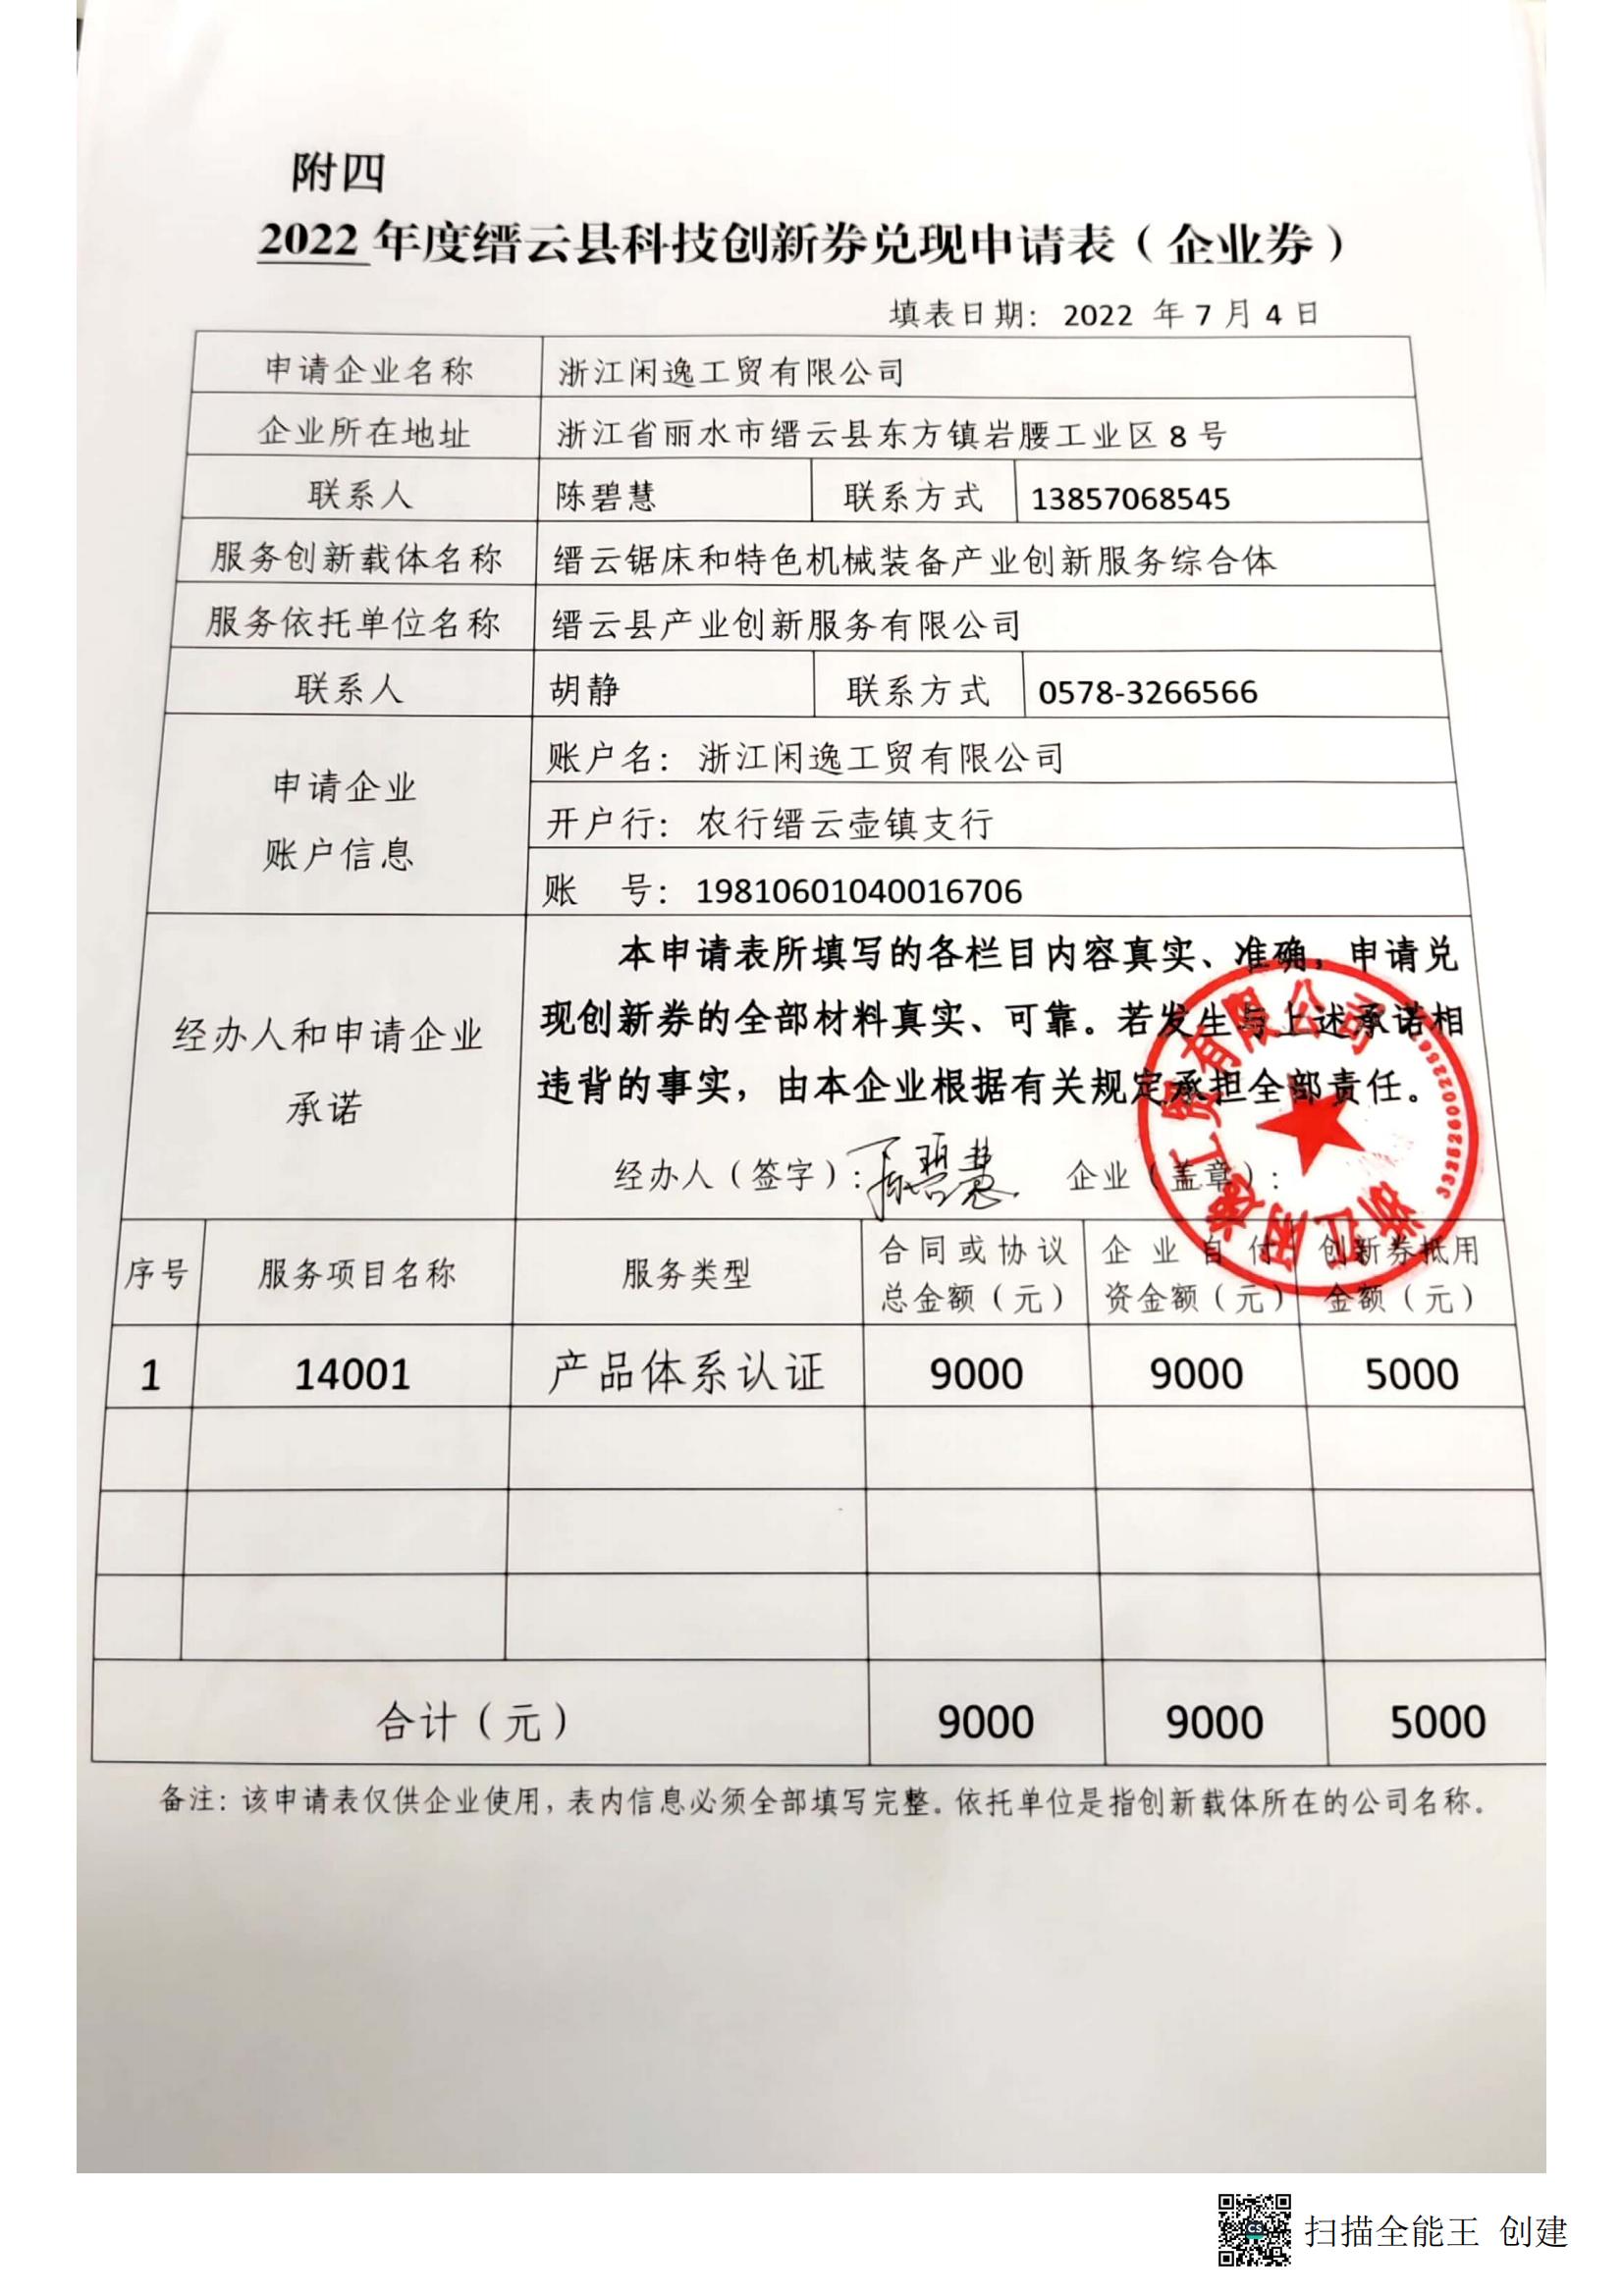 附四
2022 年度缙云县科技创新券兑现申请表（企业券）
填表日期： 2022 年 7 月 4 日
申请企业名称 浙江闲逸工贸有限公司
企业所在地址 浙江省丽水市缙云县东方镇岩腰工业区 8 号
联系人 陈碧慧 联系方式 13857068545
服务创新载体名称 缙云锯床和特色机械装备产业创新服务综合体
服务依托单位名称 缙云县产业创新服务有限公司
联系人 胡静 联系方式 0578-3266566
申请企业
账户信息
账户名： 浙江闲逸工贸有限公司
开户行： 农行缙云壶镇支行
账 号： 19810601040016706
经办人和申请企业
承诺
本申请表所填写的各栏目内容真实、准确，申请兑
现创新券的全部材料真实、可靠。若发生与上述承诺相
违背的事实，由本企业根据有关规定承担全部责任。
经办人（签字）：陈碧慧 企业（盖章）：
浙江闲逸工贸有限公司
序号 服务项目名称 服务类型 合同或协议总金额（元） 企业自付资金额（元） 创新券抵用金额（元）
1 14001 产品体系认证 9000 9000 5000
合计（元） 9000 9000 5000
备注：该申请表仅供企业使用，表内信息必须全部填写完整。依托单位是指创新载体所在的公司名称。
CS 扫描全能王 创建